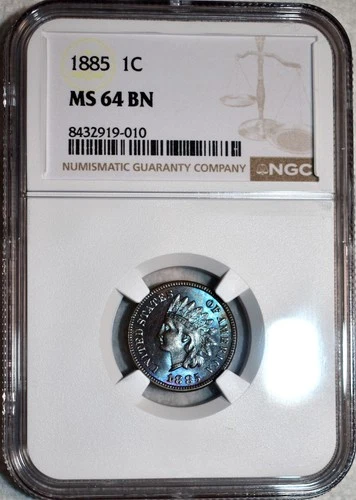 1885 1C
MS 64 BN
8432919-010
NUMISMATIC GUARANTY COMPANY NGC
UNITED STATES OF AMERICA
1885